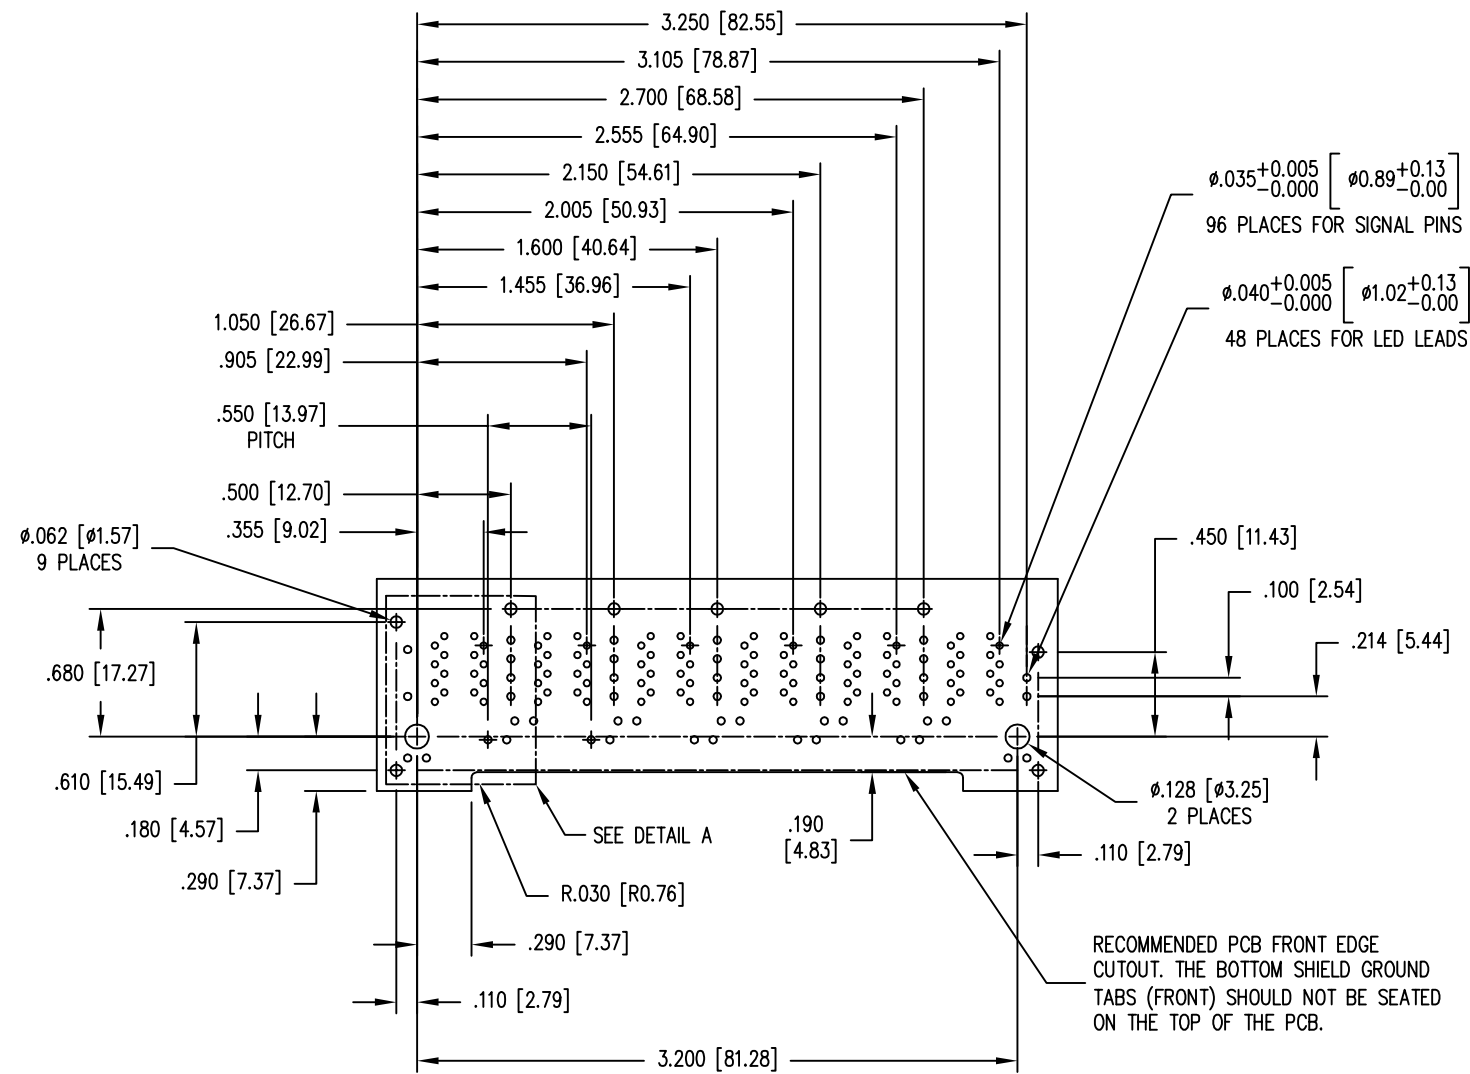 3.250 [82.55]
3.105 [78.87]
2.700 [68.58]
2.555 [64.90]
2.150 [54.61]
2.005 [50.93]
1.600 [40.64]
1.455 [36.96]
1.050 [26.67]
.905 [22.99]
.550 [13.97]
PITCH
.500 [12.70]
.355 [9.02]
ø.062 [ø1.57]
9 PLACES
ø.035+0.005-0.000 [ø0.89+0.13-0.00]
96 PLACES FOR SIGNAL PINS
ø.040+0.005-0.000 [ø1.02+0.13-0.00]
48 PLACES FOR LED LEADS
.450 [11.43]
.100 [2.54]
.214 [5.44]
.680 [17.27]
.610 [15.49]
.180 [4.57]
.290 [7.37]
SEE DETAIL A
R.030 [R0.76]
.290 [7.37]
.110 [2.79]
.190
[4.83]
ø.128 [ø3.25]
2 PLACES
.110 [2.79]
RECOMMENDED PCB FRONT EDGE
CUTOUT. THE BOTTOM SHIELD GROUND
TABS (FRONT) SHOULD NOT BE SEATED
ON THE TOP OF THE PCB.
3.200 [81.28]